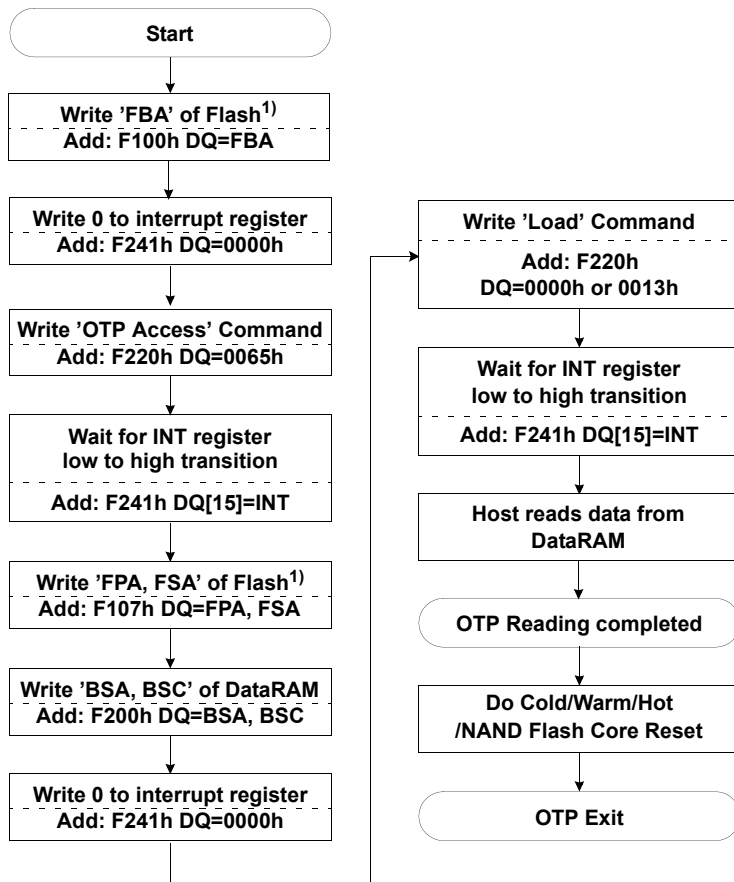 Start
Write ’FBA’ of Flash1)
Add: F100h DQ=FBA
Write 0 to interrupt register
Add: F241h DQ=0000h
Write ’OTP Access’ Command
Add: F220h DQ=0065h
Wait for INT register
low to high transition
Add: F241h DQ[15]=INT
Write ’FPA, FSA’ of Flash1)
Add: F107h DQ=FPA, FSA
Write ’BSA, BSC’ of DataRAM
Add: F200h DQ=BSA, BSC
Write 0 to interrupt register
Add: F241h DQ=0000h
Write ’Load’ Command
Add: F220h
DQ=0000h or 0013h
Wait for INT register
low to high transition
Add: F241h DQ[15]=INT
Host reads data from
DataRAM
OTP Reading completed
Do Cold/Warm/Hot
/NAND Flash Core Reset
OTP Exit